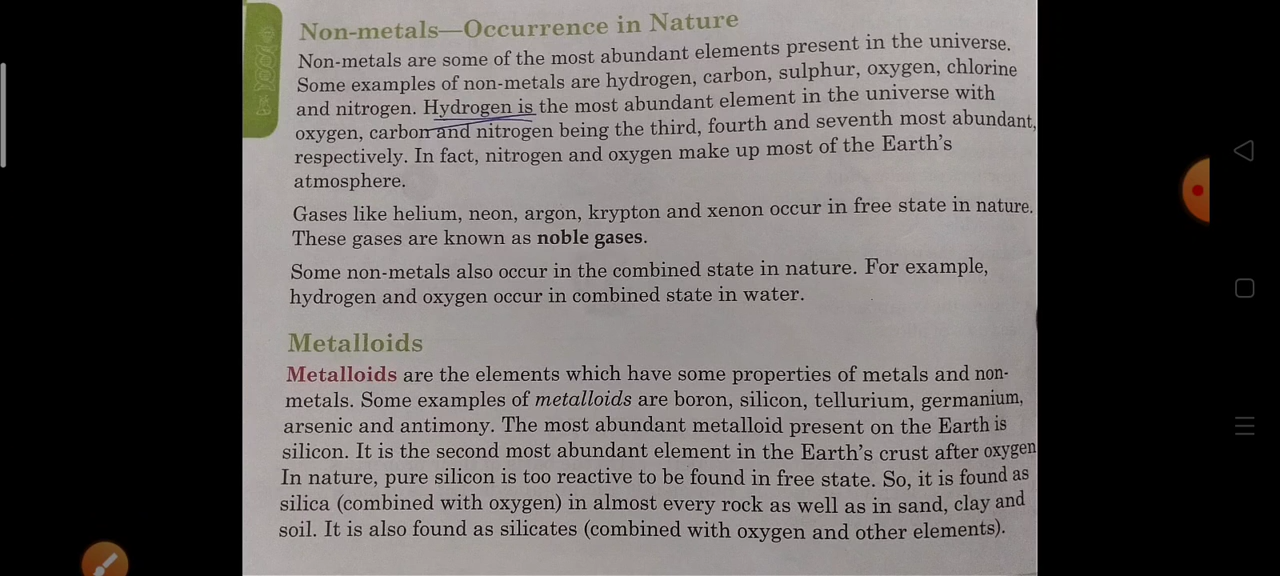 Non-metals—Occurrence in Nature
Non-metals are some of the most abundant elements present in the universe.
Some examples of non-metals are hydrogen, carbon, sulphur, oxygen, chlorine
and nitrogen. Hydrogen is the most abundant element in the universe with
oxygen, carbon and nitrogen being the third, fourth and seventh most abundant,
respectively. In fact, nitrogen and oxygen make up most of the Earth's
atmosphere.
Gases like helium, neon, argon, krypton and xenon occur in free state in nature.
These gases are known as noble gases.
Some non-metals also occur in the combined state in nature. For example,
hydrogen and oxygen occur in combined state in water.
Metalloids
Metalloids are the elements which have some properties of metals and non-
metals. Some examples of metalloids are boron, silicon, tellurium, germanium,
arsenic and antimony. The most abundant metalloid present on the Earth is
silicon. It is the second most abundant element in the Earth's crust after oxygen
In nature, pure silicon is too reactive to be found in free state. So, it is found as
silica (combined with oxygen) in almost every rock as well as in sand, clay and
soil. It is also found as silicates (combined with oxygen and other elements).